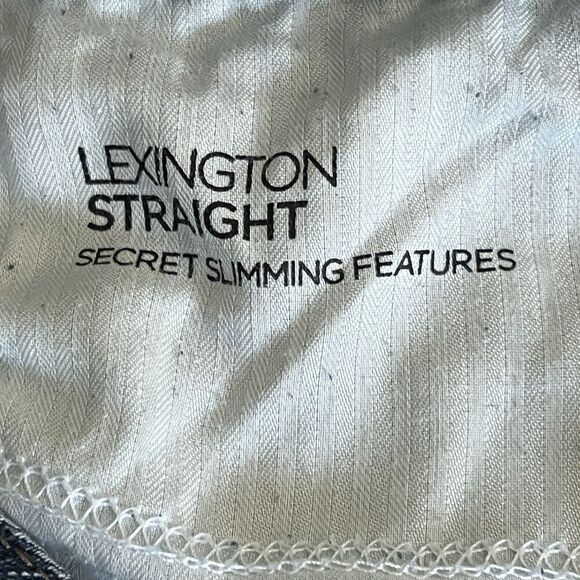 LEXINGTON
STRAIGHT
SECRET SLIMMING FEATURES